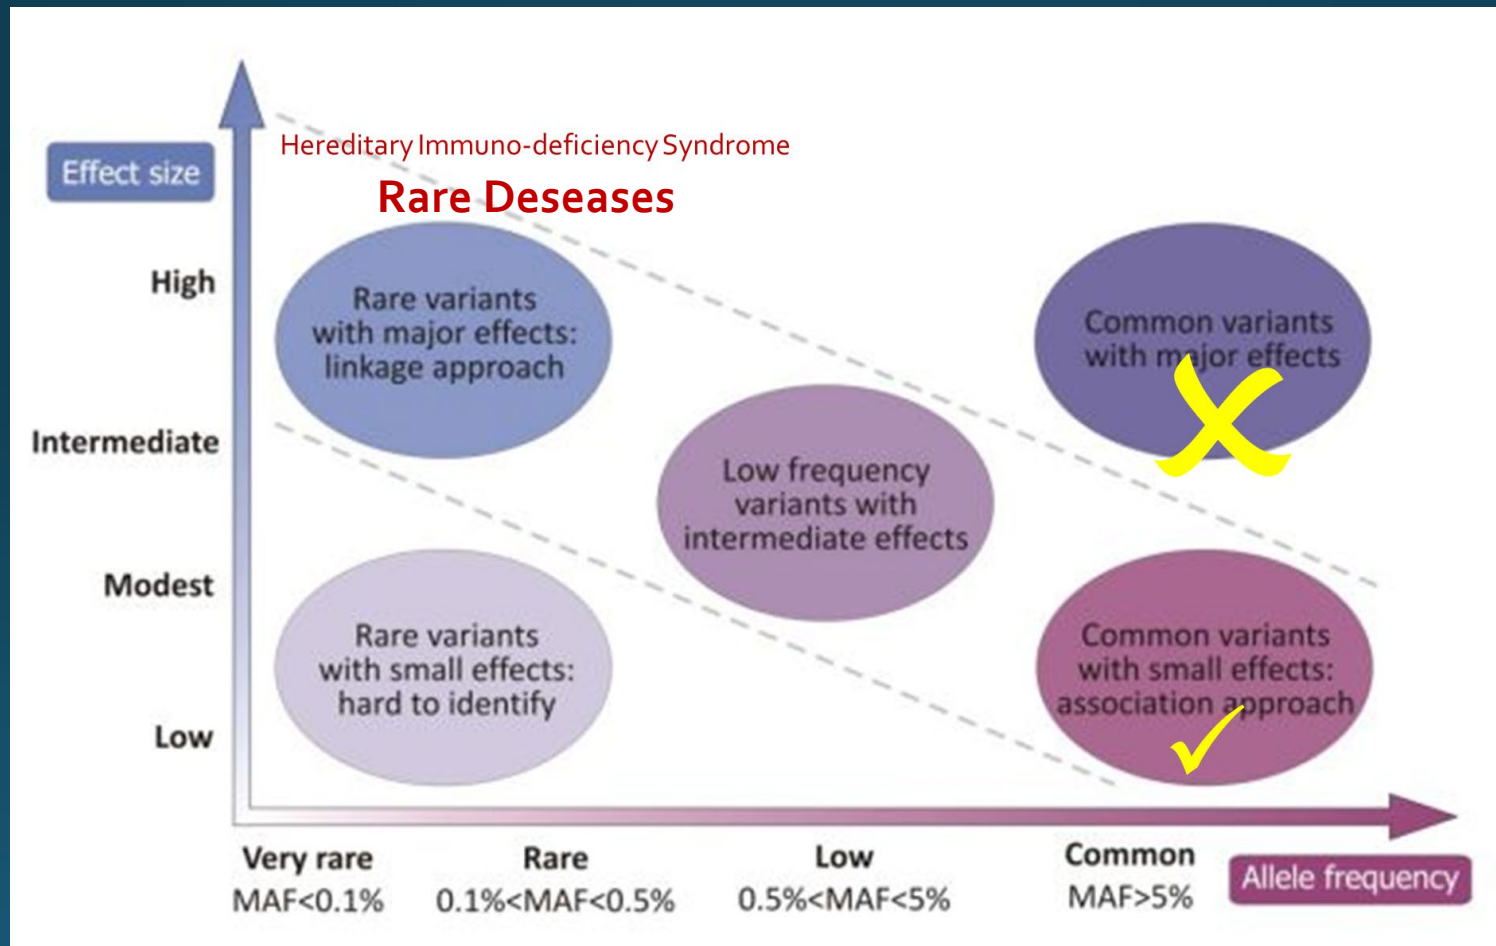 Hereditary Immuno-deficiency Syndrome
Rare Deseases
Effect size
High
Intermediate
Modest
Low
Rare variants
with major effects:
linkage approach
Common variants
with major effects
Low frequency
variants with
intermediate effects
Rare variants
with small effects:
hard to identify
Common variants
with small effects:
association approach
Very rare
MAF<0.1%
Rare
0.1%<MAF<0.5%
Low
0.5%<MAF<5%
Common
MAF>5%
Allele frequency